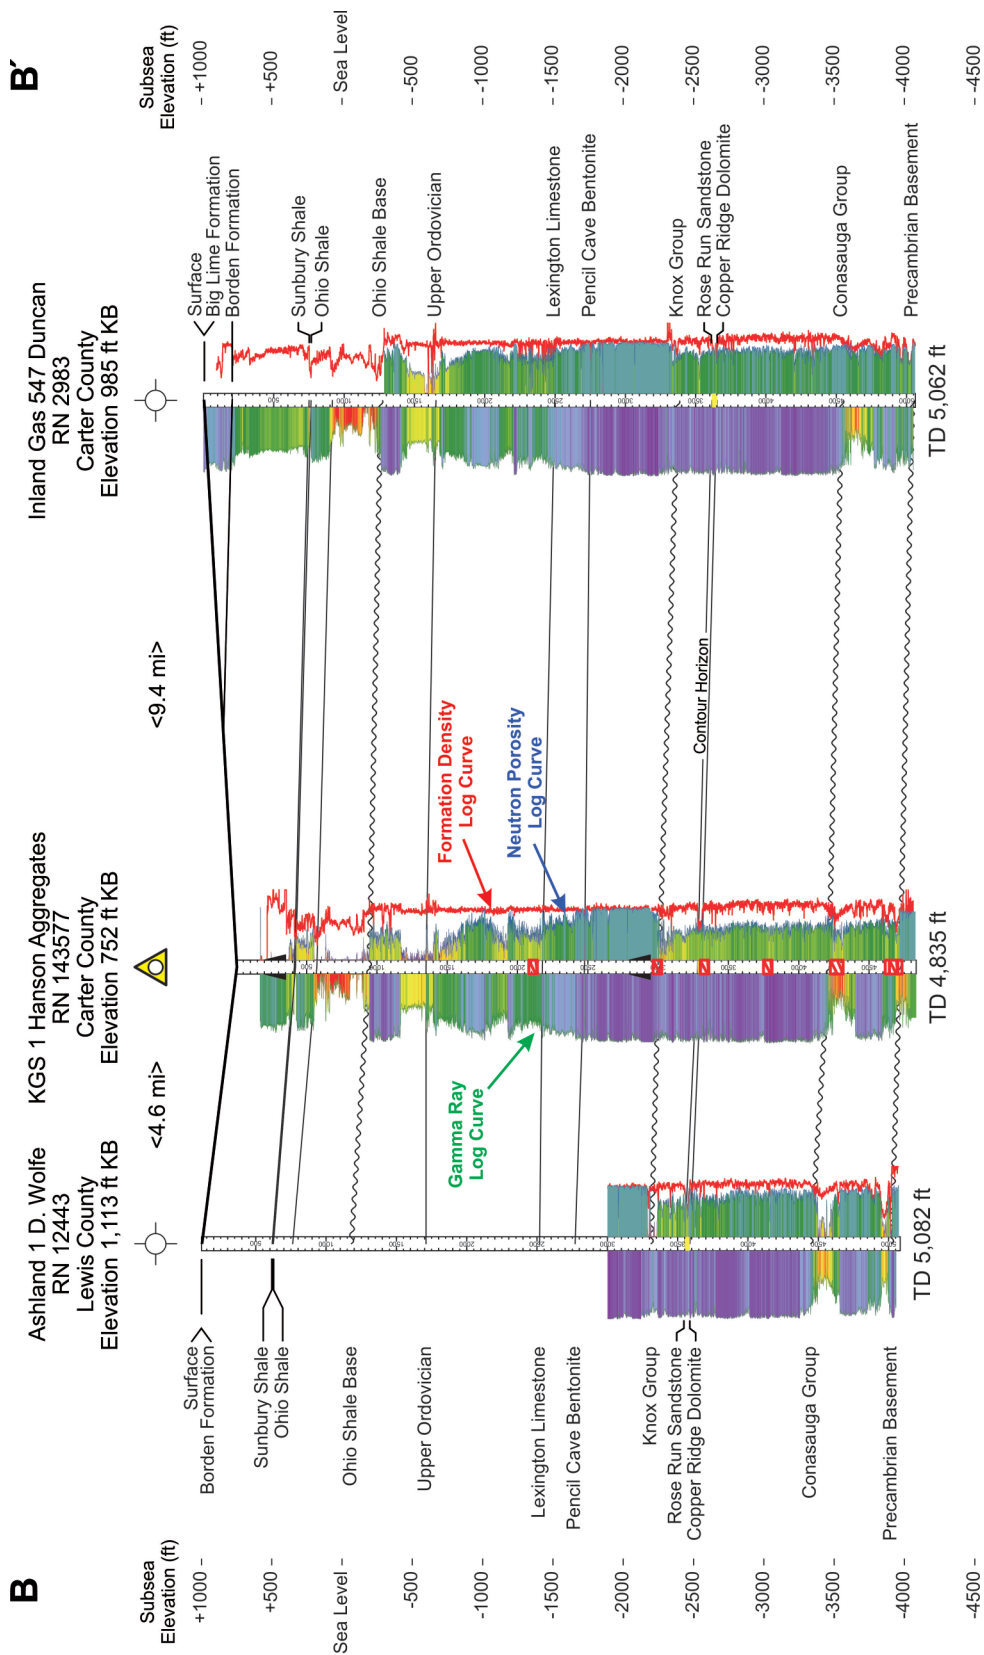 B
B′
Ashland 1 D. Wolfe
RN 12443
Lewis County
Elevation 1,113 ft KB
KGS 1 Hanson Aggregates
RN 143577
Carter County
Elevation 752 ft KB
Inland Gas 547 Duncan
RN 2983
Carter County
Elevation 985 ft KB
<4.6 mi>
<9.4 mi>
Subsea
Elevation (ft)
+1000
+500
Sea Level
-500
-1000
-1500
-2000
-2500
-3000
-3500
-4000
-4500
Surface
Borden Formation
Sunbury Shale
Ohio Shale
Ohio Shale Base
Upper Ordovician
Lexington Limestone
Pencil Cave Bentonite
Knox Group
Rose Run Sandstone
Copper Ridge Dolomite
Conasauga Group
Precambrian Basement
Gamma Ray
Log Curve
Formation Density
Log Curve
Neutron Porosity
Log Curve
Contour Horizon
TD 5,082 ft
TD 4,835 ft
TD 5,062 ft
Surface
Big Lime Formation
Borden Formation
Sunbury Shale
Ohio Shale
Ohio Shale Base
Upper Ordovician
Lexington Limestone
Pencil Cave Bentonite
Knox Group
Rose Run Sandstone
Copper Ridge Dolomite
Conasauga Group
Precambrian Basement
Subsea
Elevation (ft)
+1000
+500
Sea Level
-500
-1000
-1500
-2000
-2500
-3000
-3500
-4000
-4500